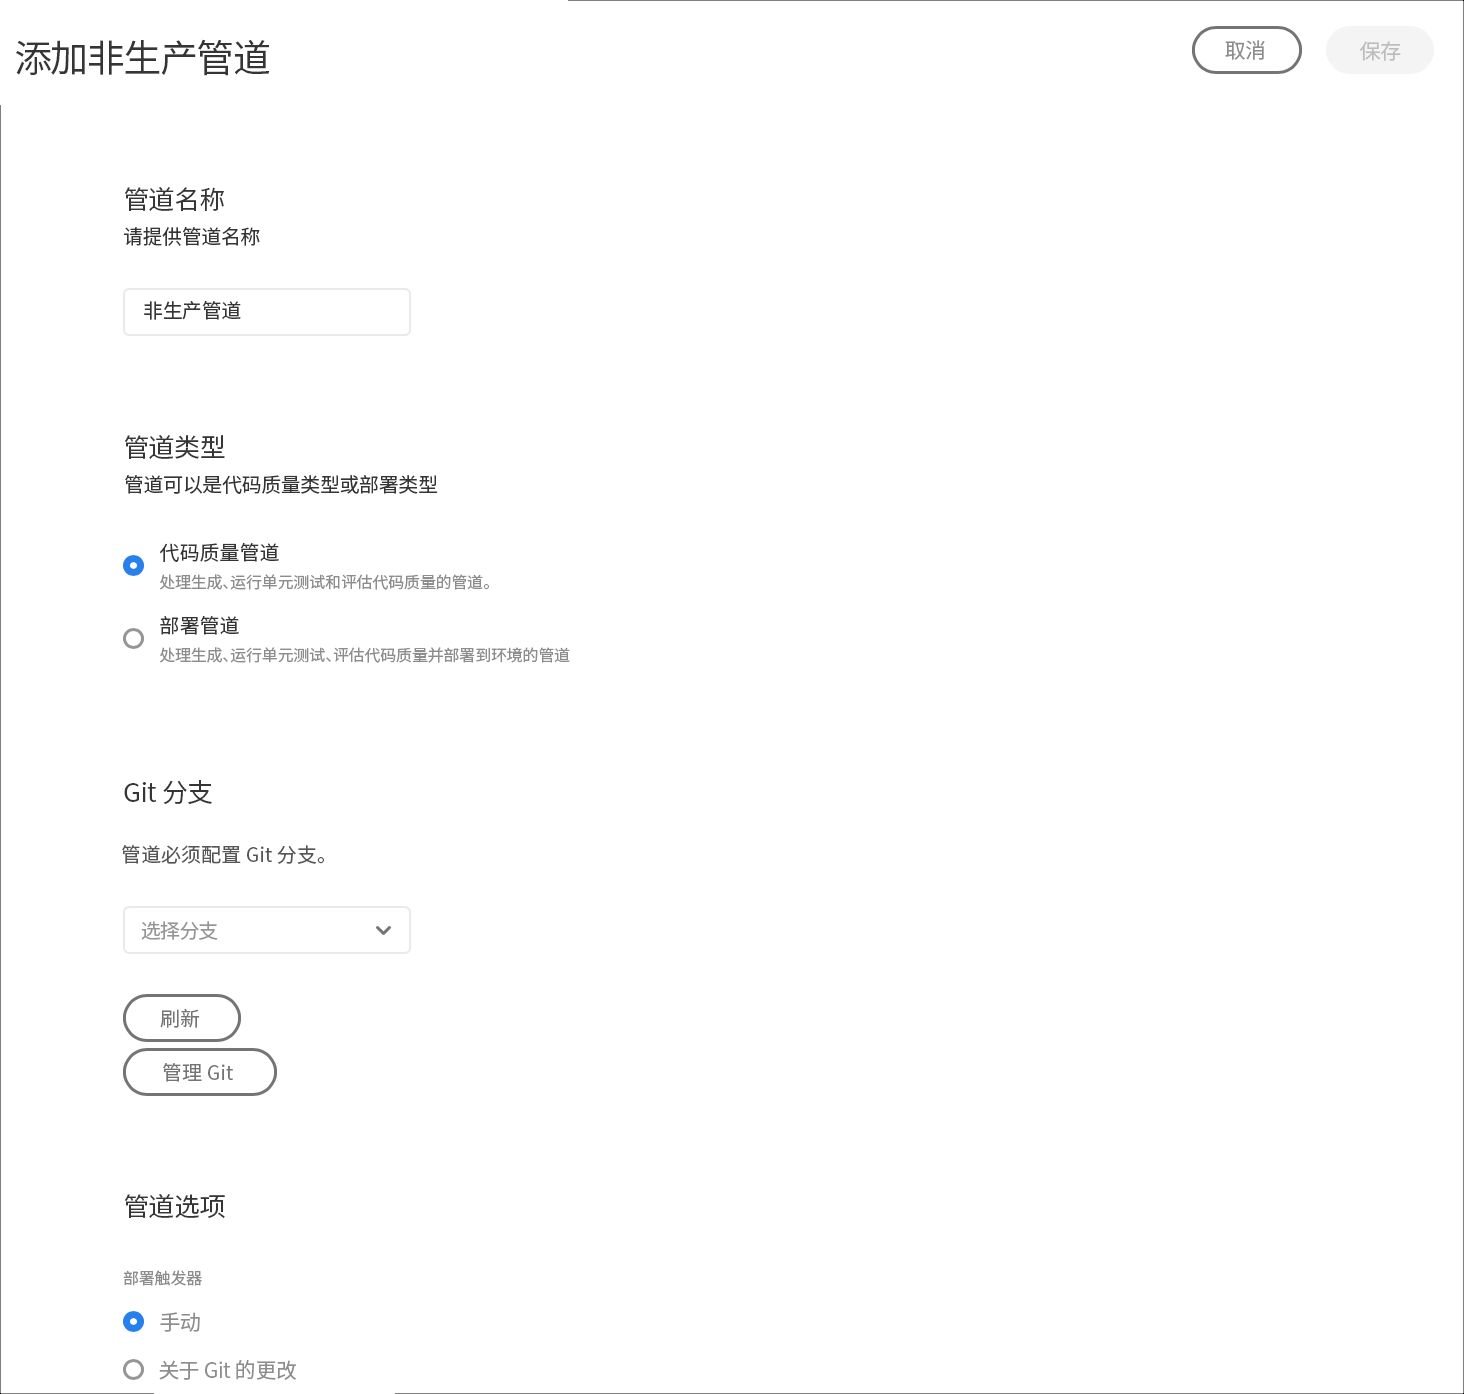 添加非生产管道
取消
保存
管道名称
请提供管道名称
非生产管道
管道类型
管道可以是代码质量类型或部署类型
代码质量管道
处理生成、运行单元测试和评估代码质量的管道。
部署管道
处理生成、运行单元测试、评估代码质量并部署到环境的管道
Git 分支
管道必须配置 Git 分支。
选择分支
刷新
管理 Git
管道选项
部署触发器
手动
关于 Git 的更改